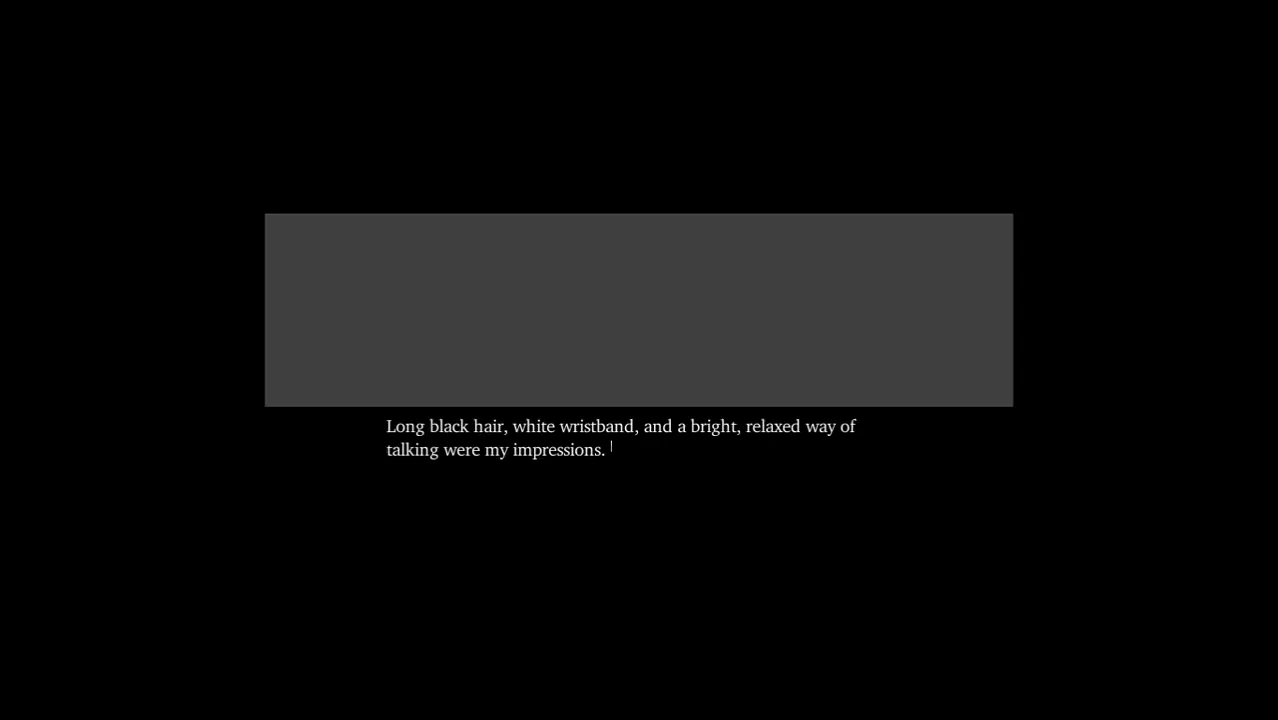 Long black hair, white wristband, and a bright, relaxed way of
talking were my impressions.